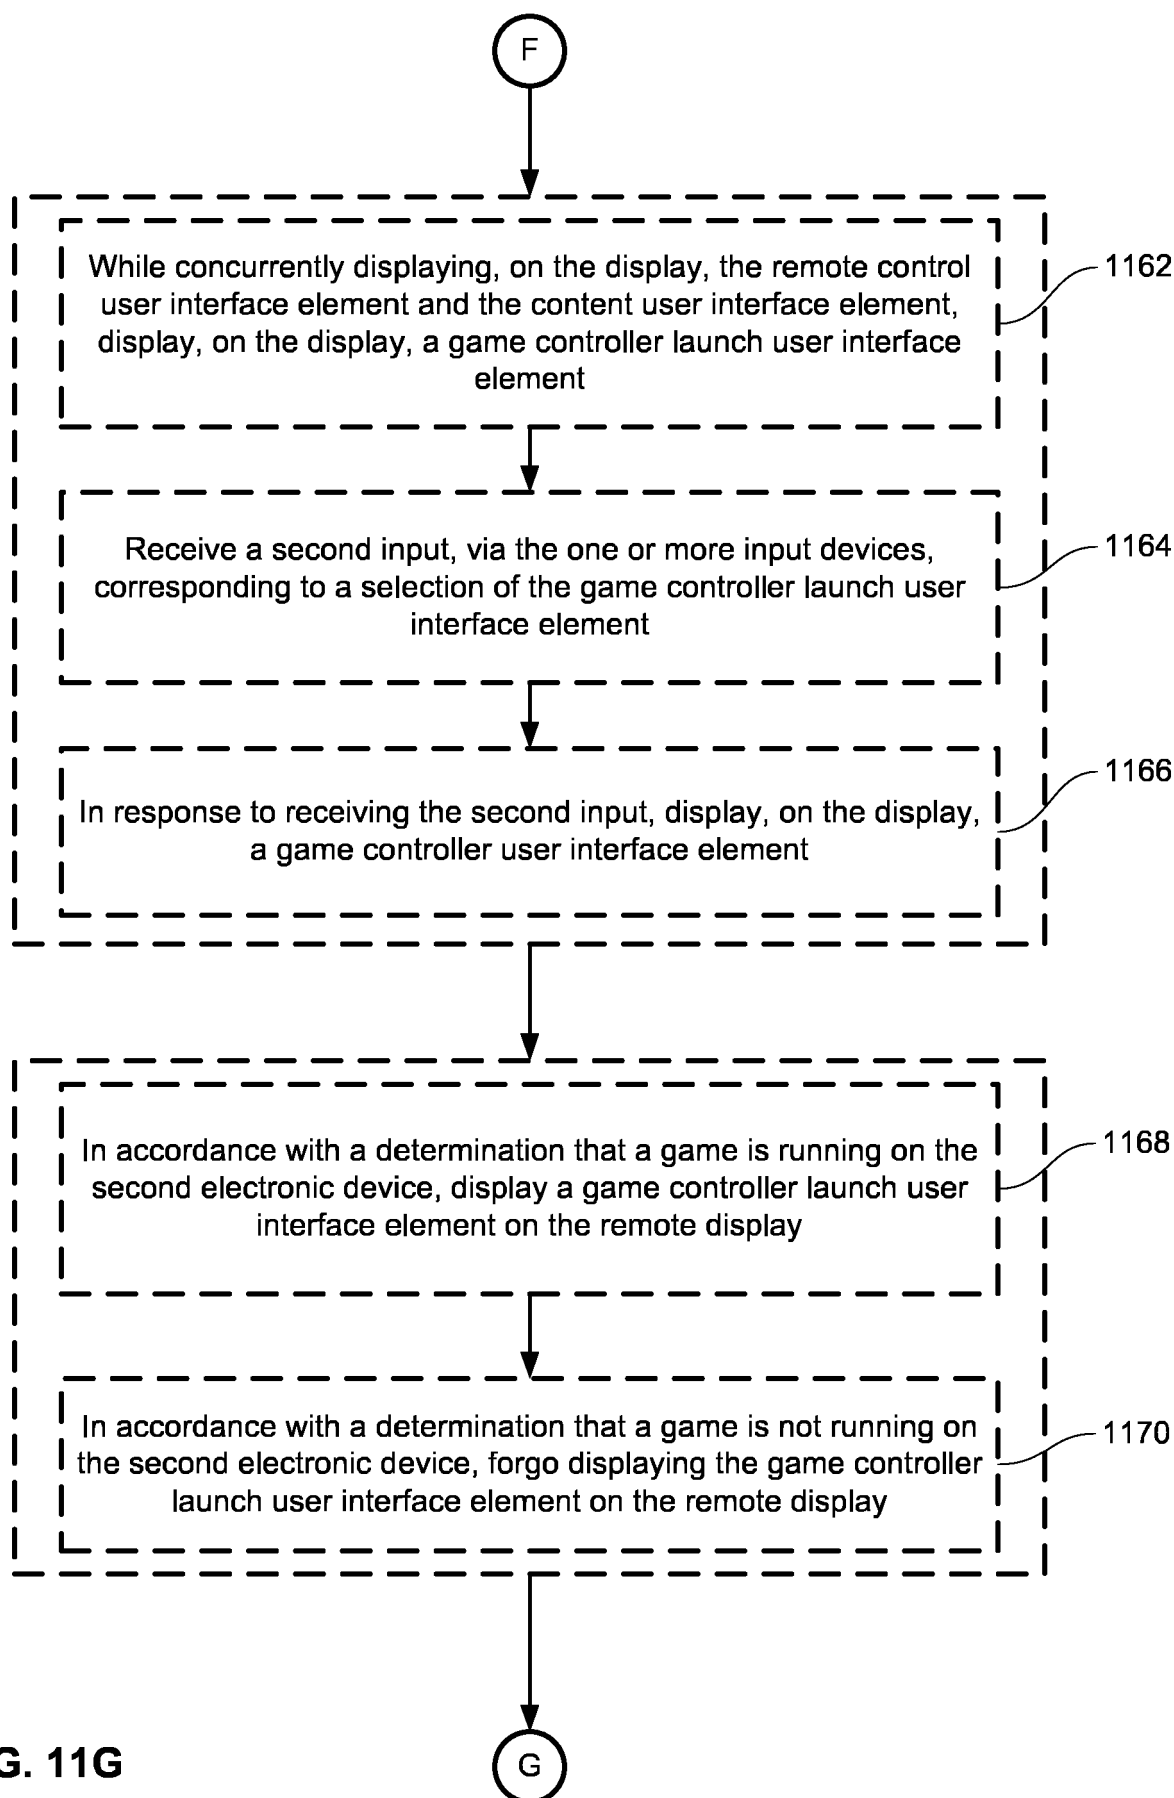 F
While concurrently displaying, on the display, the remote control
user interface element and the content user interface element,
display, on the display, a game controller launch user interface
element
1162
Receive a second input, via the one or more input devices,
corresponding to a selection of the game controller launch user
interface element
1164
In response to receiving the second input, display, on the display,
a game controller user interface element
1166
In accordance with a determination that a game is running on the
second electronic device, display a game controller launch user
interface element on the remote display
1168
In accordance with a determination that a game is not running on
the second electronic device, forgo displaying the game controller
launch user interface element on the remote display
1170
G. 11G
G